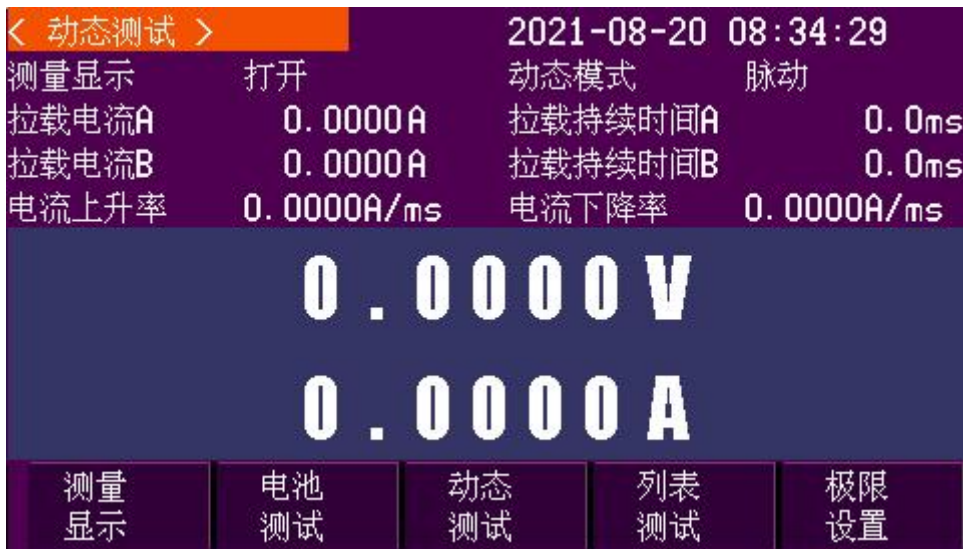 < 动态测试 > 2021-08-20 08:34:29
测量显示 打开 动态模式 脉动
拉载电流A 0.0000A 拉载持续时间A 0.0ms
拉载电流B 0.0000A 拉载持续时间B 0.0ms
电流上升率 0.0000A/ms 电流下降率 0.0000A/ms
0.0000V
0.0000A
测量 电池 动态 列表 极限
显示 测试 测试 测试 设置